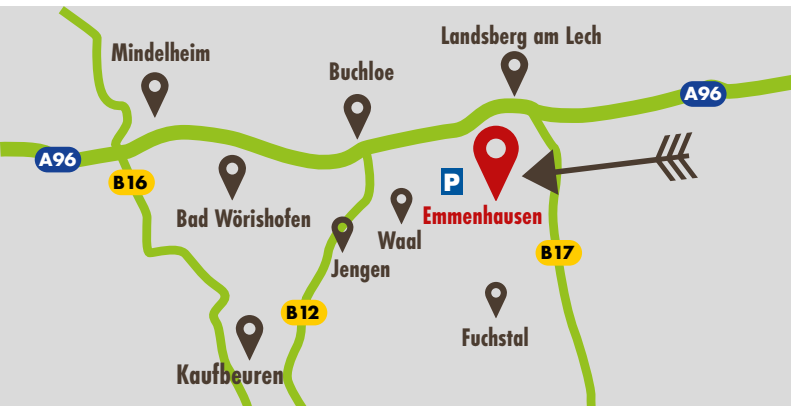 Landsberg am Lech
Mindelheim
Buchloe
A96
A96
B16
P
Bad Wörishofen
Emmenhausen
Waal
B17
Jengen
B12
Fuchstal
Kaufbeuren